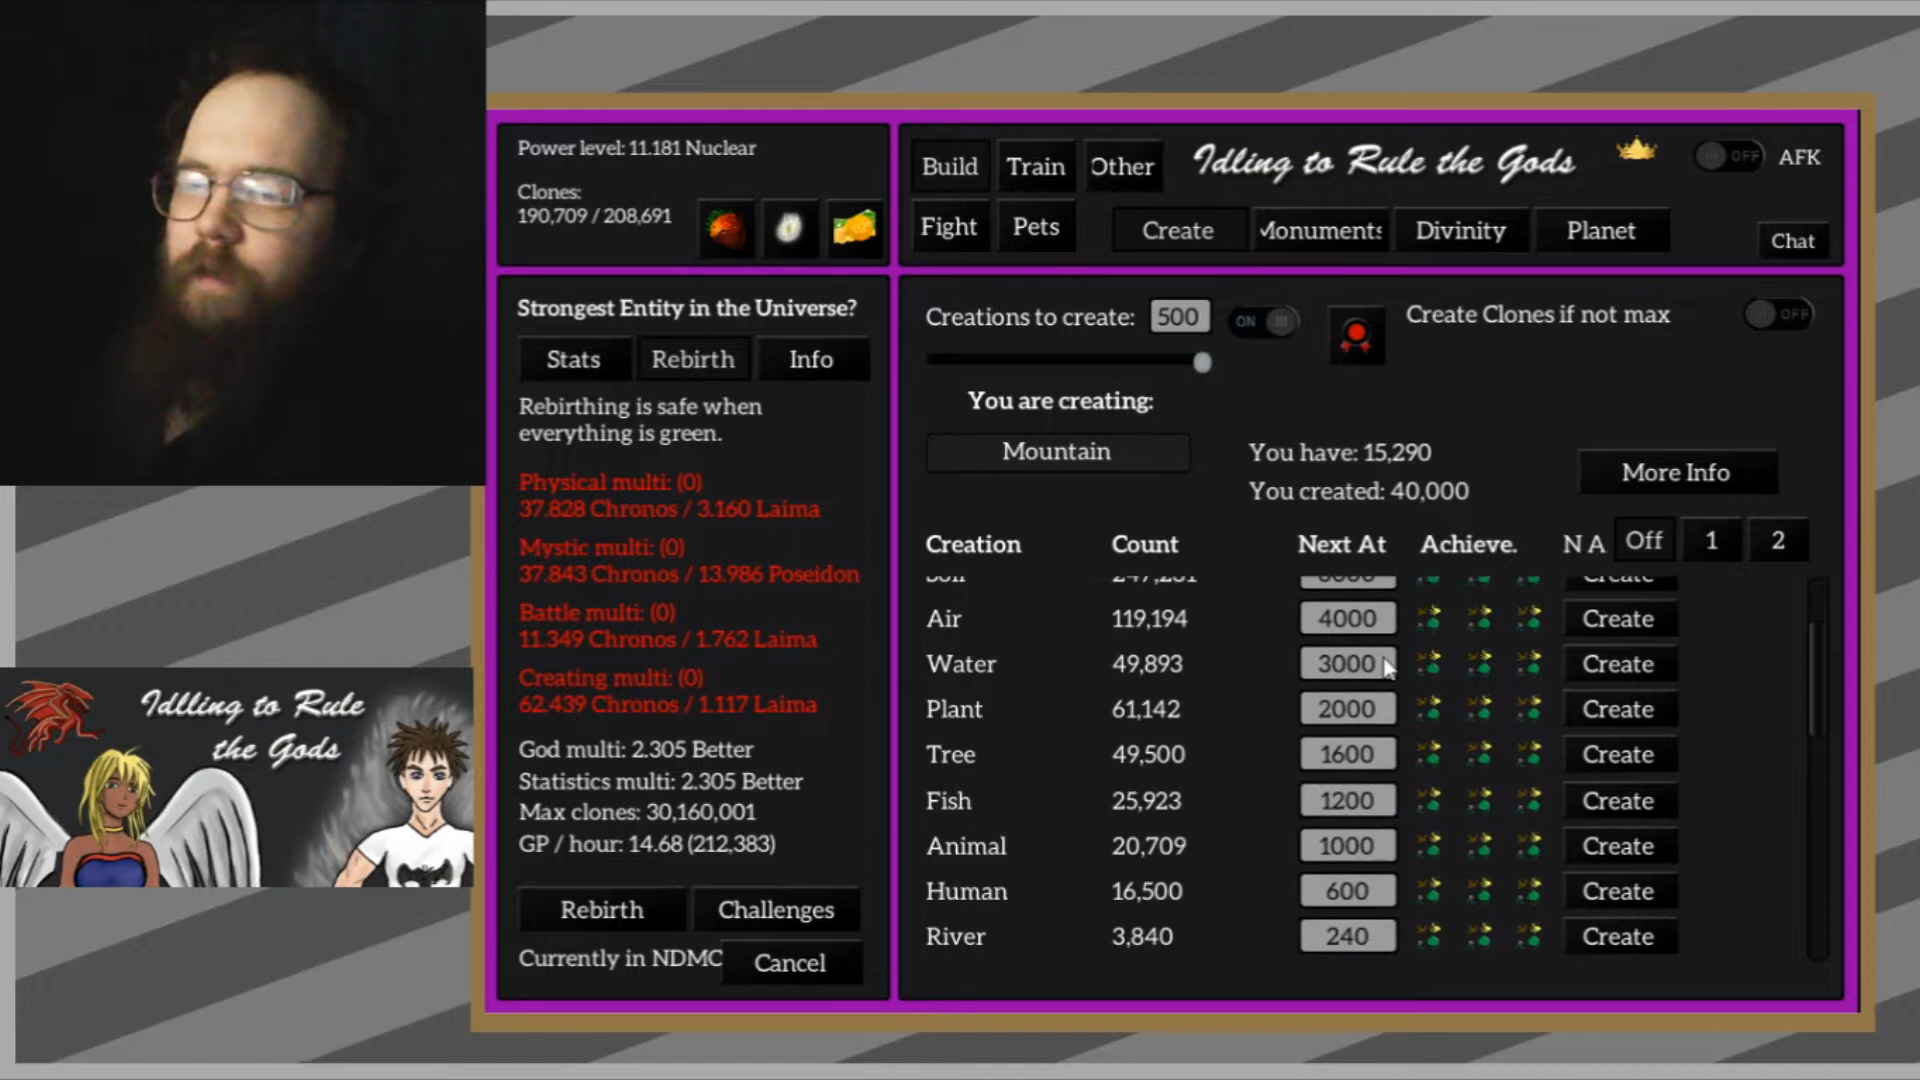 Power level: 11.181 Nuclear
Clones:
190,709 / 208,691
Build
Train
Other
Idling to Rule the Gods
OFF
AFK
Fight
Pets
Create
Monuments
Divinity
Planet
Chat
Strongest Entity in the Universe?
Stats
Rebirth
Info
Rebirthing is safe when
everything is green.
Physical multi: (0)
37.828 Chronos / 3.160 Laima
Mystic multi: (0)
37.843 Chronos / 13.986 Poseidon
Battle multi: (0)
11.349 Chronos / 1.762 Laima
Creating multi: (0)
62.439 Chronos / 1.117 Laima
God multi: 2.305 Better
Statistics multi: 2.305 Better
Max clones: 30,160,001
GP / hour: 14.68 (212,383)
Rebirth
Challenges
Currently in NDMC
Cancel
Creations to create: 500
ON
Create Clones if not max
OFF
You are creating:
Mountain
You have: 15,290
You created: 40,000
More Info
Creation Count Next At Achieve. N A Off 1 2
Air 119,194 4000 Create
Water 49,893 3000 Create
Plant 61,142 2000 Create
Tree 49,500 1600 Create
Fish 25,923 1200 Create
Animal 20,709 1000 Create
Human 16,500 600 Create
River 3,840 240 Create
Idlling to Rule
the Gods